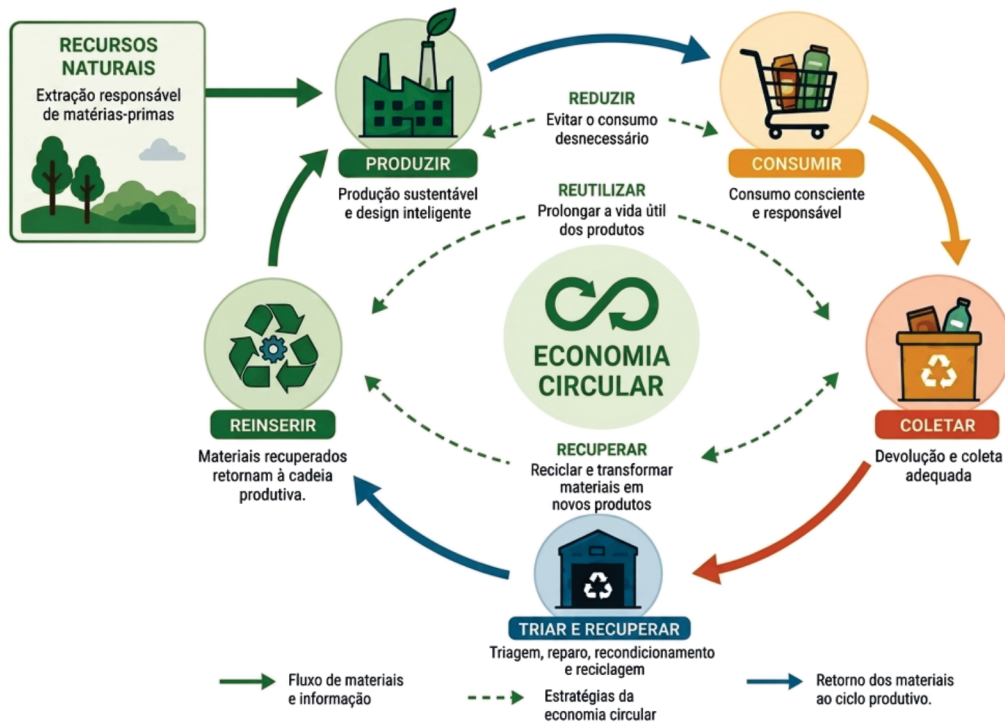 RECURSOS
NATURAIS
Extração responsável
de matérias-primas
PRODUZIR
Produção sustentável
e design inteligente
REDUZIR
Evitar o consumo
desnecessário
CONSUMIR
Consumo consciente
e responsável
REUTILIZAR
Prolongar a vida útil
dos produtos
ECONOMIA
CIRCULAR
REINSERIR
Materiais recuperados
retornam à cadeia
produtiva.
COLETAR
Devolução e coleta
adequada
RECUPERAR
Reciclar e transformar
materiais em
novos produtos
TRIAR E RECUPERAR
Triagem, reparo, recondicionamento
e reciclagem
Fluxo de materiais
e informação
Estratégias da
economia circular
Retorno dos materiais
ao ciclo produtivo.